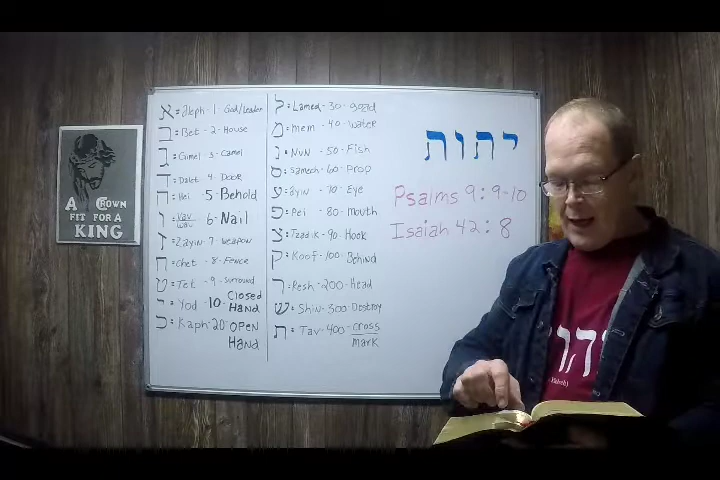 A CROWN
FIT FOR A
KING
א = Aleph - 1 - God/Leader
ב = Bet - 2 - House
ג = Gimel - 3 - Camel
ד = Dalet - 4 - Door
ה = Hei - 5 - Behold
ו = Vav Wav - 6 - Nail
ז = Zayin - 7 - Weapon
ח = Chet - 8 - Fence
ט = Tet - 9 - Surround
י = Yod - 10 - Closed
Hand
כ = Kaph - 20 - Open
Hand
ל = Lamed - 30 - goad
מ = mem - 40 - Water
נ = Nun - 50 - Fish
ס = Samech - 60 - Prop
ע = ayin - 70 - Eye
פ = Pei - 80 - Mouth
צ = Tzadik - 90 - Hook
ק = Koof - 100 - Behind
ר = Resh - 200 - Head
ש = Shin - 300 - Destroy
ת = Tav - 400 - cross
mark
יהוה
Psalms 9:9-10
Isaiah 42:8